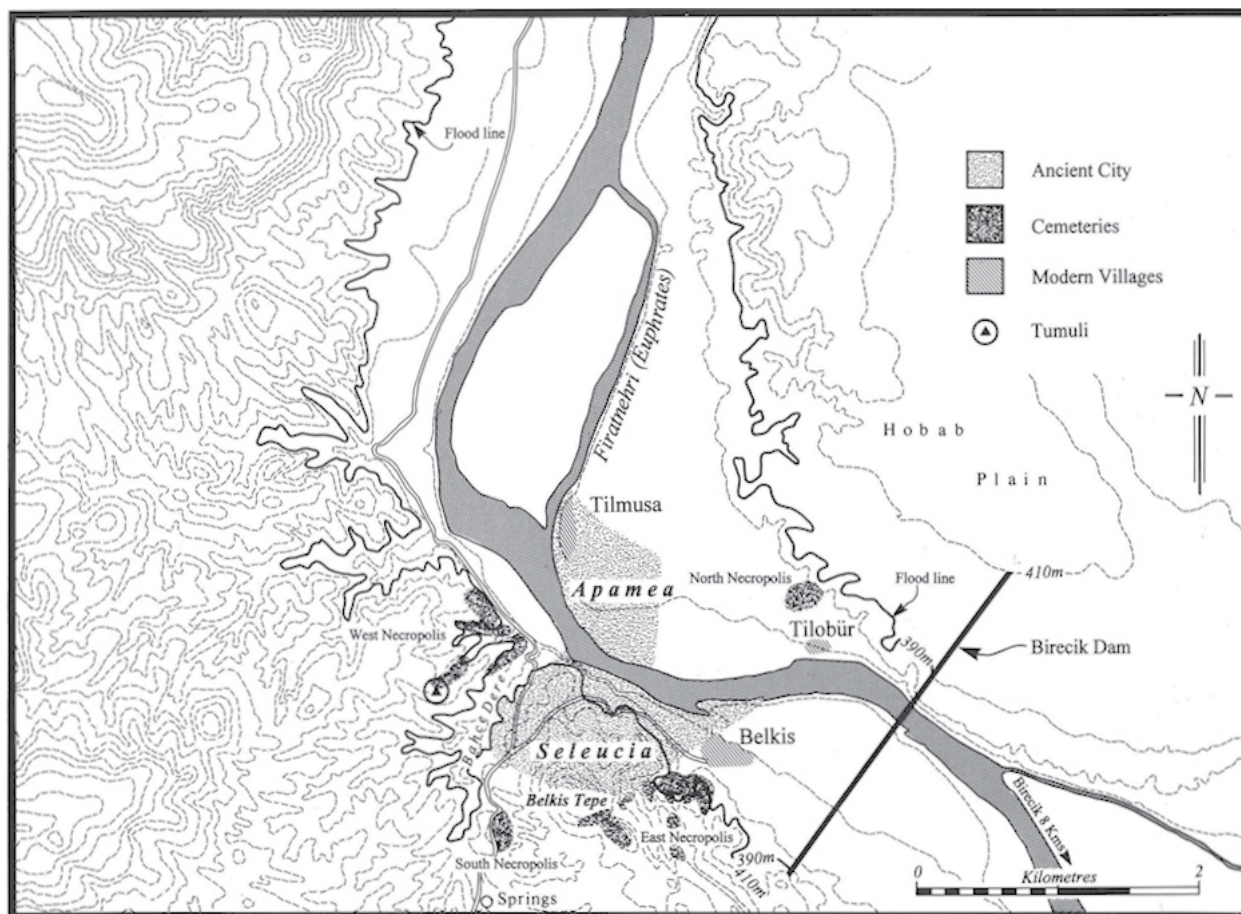 Flood line
Ancient City
Cemeteries
Modern Villages
Tumuli
N
Firatnehri (Euphrates)
Hobab
Plain
Tilmusa
Apamea
North Necropolis
Flood line
410m
West Necropolis
Tilobür
390m
Birecik Dam
Bahçe Dere
Seleucia
Belkis
Belkis Tepe
East Necropolis
South Necropolis
390m
410m
Birecik 8 Kms
0
2
Kilometres
Springs